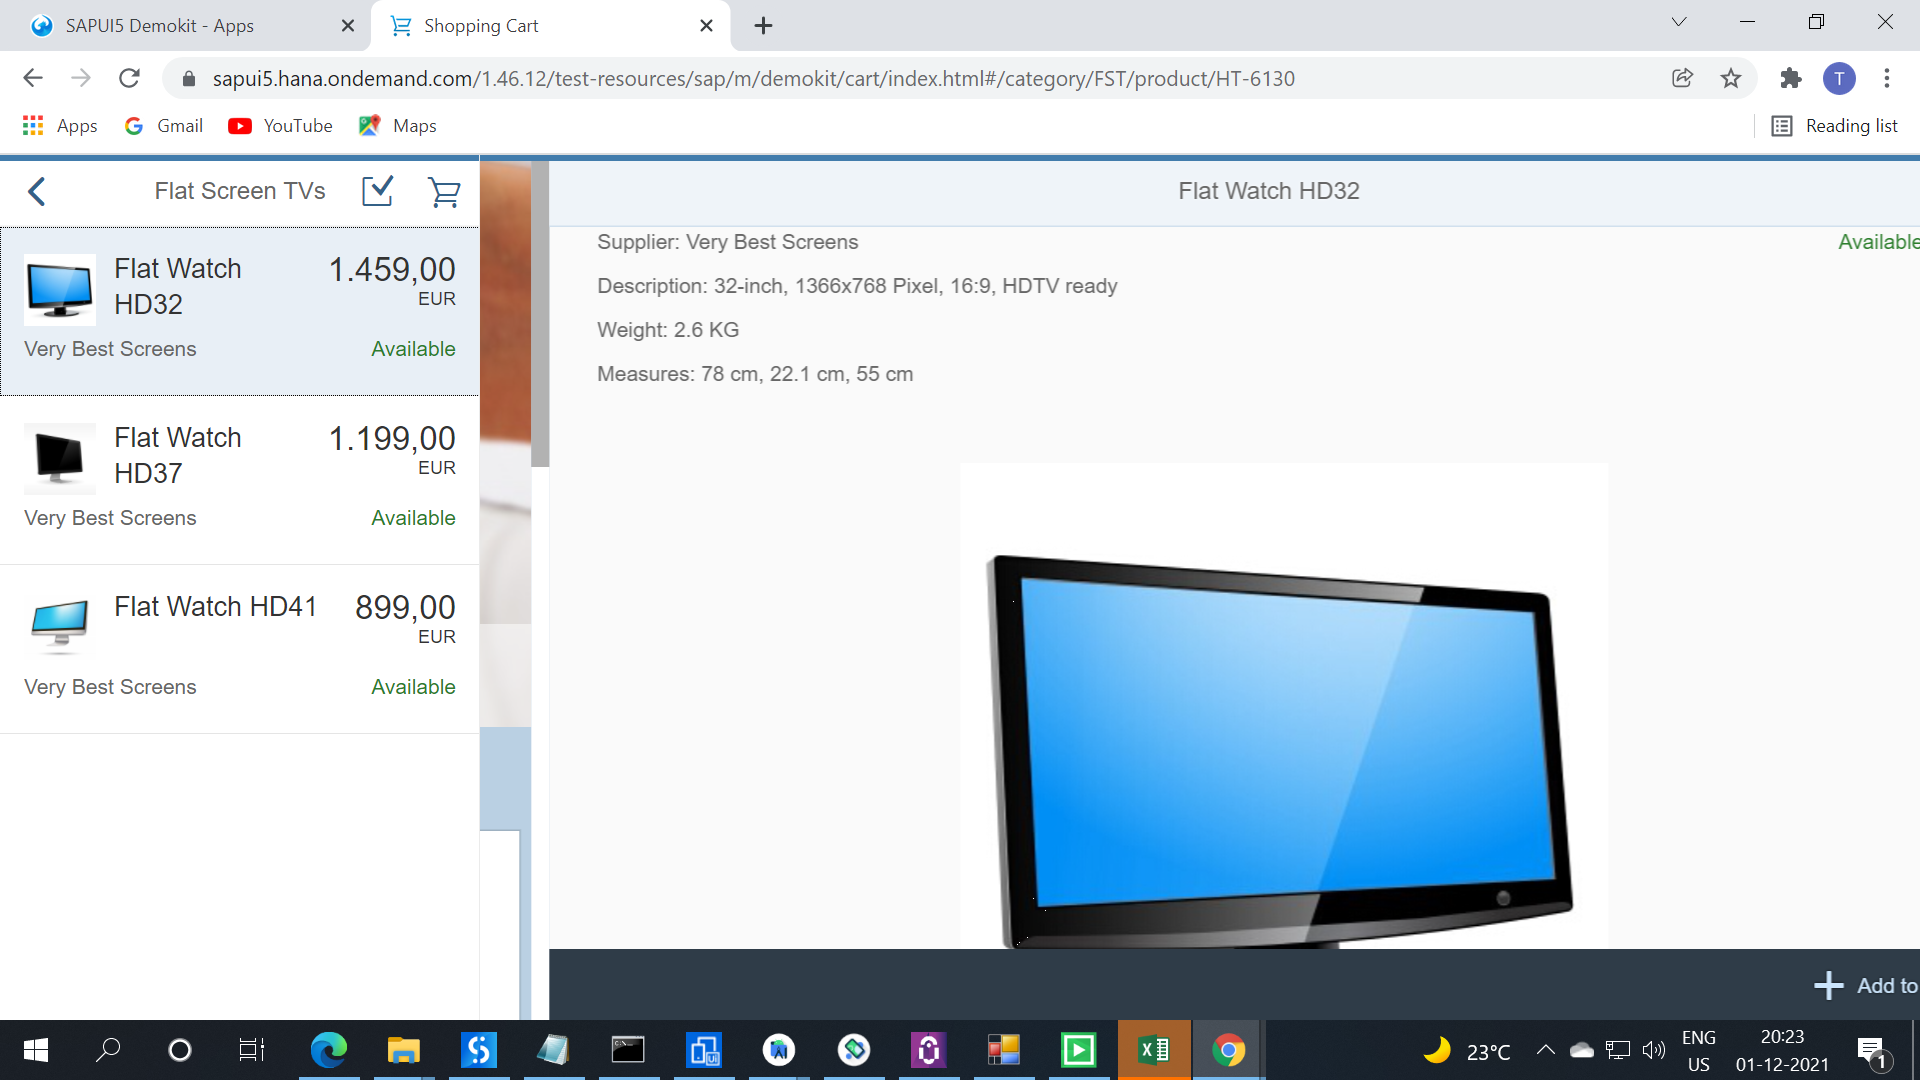 SAPUI5 Demokit - Apps
Shopping Cart
sapui5.hana.ondemand.com/1.46.12/test-resources/sap/m/demokit/cart/index.html#/category/FST/product/HT-6130
T
Apps
Gmail
YouTube
Maps
Reading list
Flat Screen TVs
Flat Watch HD32
Flat Watch
HD32
1.459,00
EUR
Very Best Screens
Available
Flat Watch
HD37
1.199,00
EUR
Very Best Screens
Available
Flat Watch HD41
899,00
EUR
Very Best Screens
Available
Supplier: Very Best Screens
Available
Description: 32-inch, 1366x768 Pixel, 16:9, HDTV ready
Weight: 2.6 KG
Measures: 78 cm, 22.1 cm, 55 cm
Add to
23°C
ENG
US
20:23
01-12-2021
1